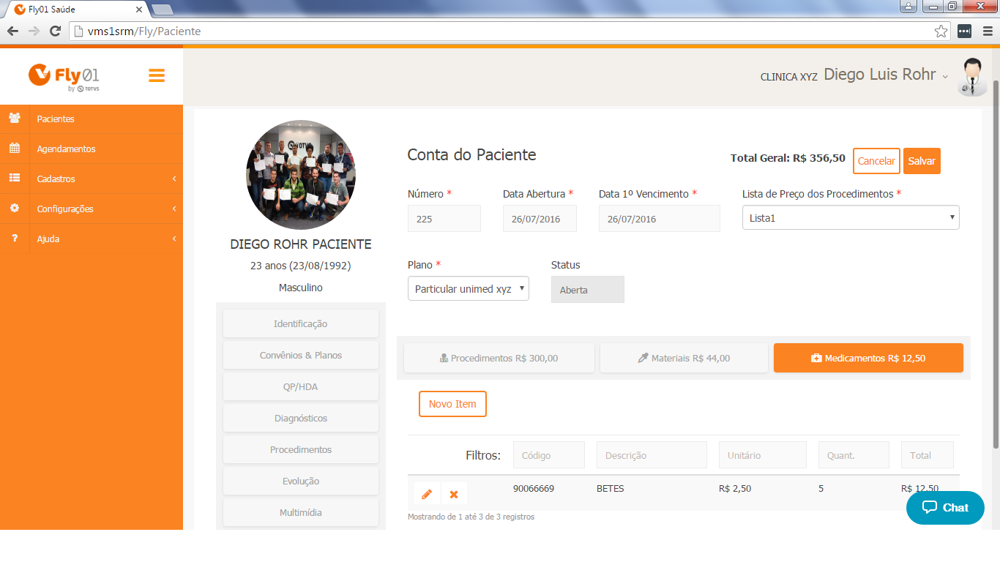 Fly01 Saúde
vms1srm/Fly/Paciente
Fly01
by TOTVS
CLINICA XYZ Diego Luis Rohr
Pacientes
Agendamentos
Cadastros
Configurações
Ajuda
TOTVS
DIEGO ROHR PACIENTE
23 anos (23/08/1992)
Masculino
Identificação
Convênios & Planos
QP/HDA
Diagnósticos
Procedimentos
Evolução
Multimídia
Conta do Paciente
Total Geral: R$ 356,50
Cancelar
Salvar
Número * Data Abertura * Data 1º Vencimento * Lista de Preço dos Procedimentos *
225 26/07/2016 26/07/2016 Lista1
Plano * Status
Particular unimed xyz Aberta
Procedimentos R$ 300,00 Materiais R$ 44,00 Medicamentos R$ 12,50
Novo Item
Filtros: Código Descrição Unitário Quant. Total
90066669 BETES R$ 2,50 5 R$ 12,50
Mostrando de 1 até 3 de 3 registros
Chat